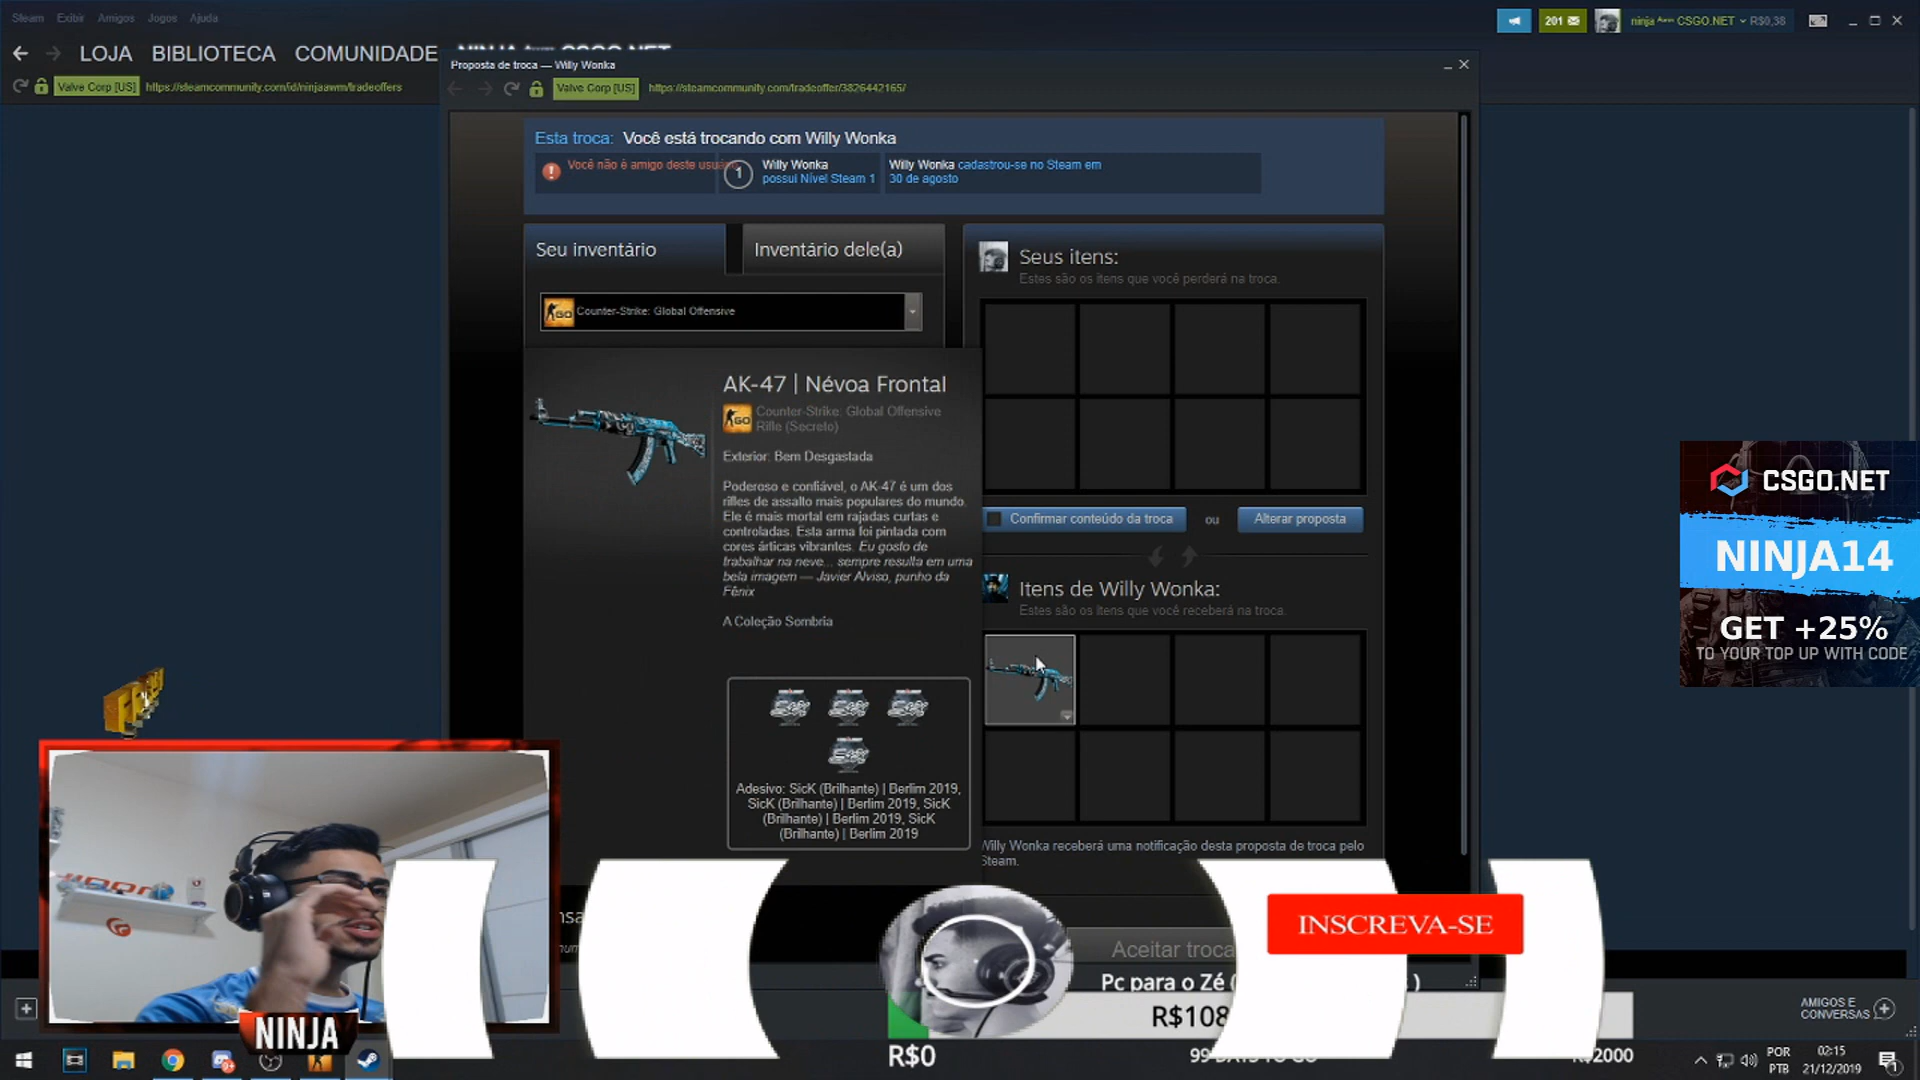 Steam Exibir Amigos Jogos Ajuda
201
ninja ᴬʷᵐ CSGO.NET R$0,38
LOJA BIBLIOTECA COMUNIDADE
Valve Corp [US] https://steamcommunity.com/id/ninjaawm/tradeoffers
Proposta de troca — Willy Wonka
Valve Corp [US] https://steamcommunity.com/tradeoffer/3826442165/
Esta troca: Você está trocando com Willy Wonka
Você não é amigo deste
1
Willy Wonka
possui Nível Steam 1
Willy Wonka cadastrou-se no Steam em
30 de agosto
Seu inventário
Inventário dele(a)
Counter-Strike: Global Offensive
Seus itens:
Estes são os itens que você perderá na troca.
AK-47 | Névoa Frontal
Counter-Strike: Global Offensive
Rifle (Secreto)
Exterior: Bem Desgastada
Poderoso e confiável, o AK-47 é um dos
rifles de assalto mais populares do mundo.
Ele é mais mortal em rajadas curtas e
controladas. Esta arma foi pintada com
cores árticas vibrantes. Eu gosto de
trabalhar na neve... sempre resulta em uma
bela imagem — Javier Alviso, punho da
Fênix
A Coleção Sombria
Adesivo: SicK (Brilhante) | Berlim 2019,
SicK (Brilhante) | Berlim 2019, SicK
(Brilhante) | Berlim 2019, SicK
(Brilhante) | Berlim 2019
Confirmar conteúdo da troca ou Alterar proposta
Itens de Willy Wonka:
Estes são os itens que você receberá na troca.
Willy Wonka receberá uma notificação desta proposta de troca pelo
Steam.
Aceitar troca
CSGO.NET
NINJA14
GET +25%
TO YOUR TOP UP WITH CODE
INSCREVA-SE
Pc para o Zé (
)
R$108
R$0
NINJA
AMIGOS E
CONVERSAS
POR
PTB
02:15
21/12/2019